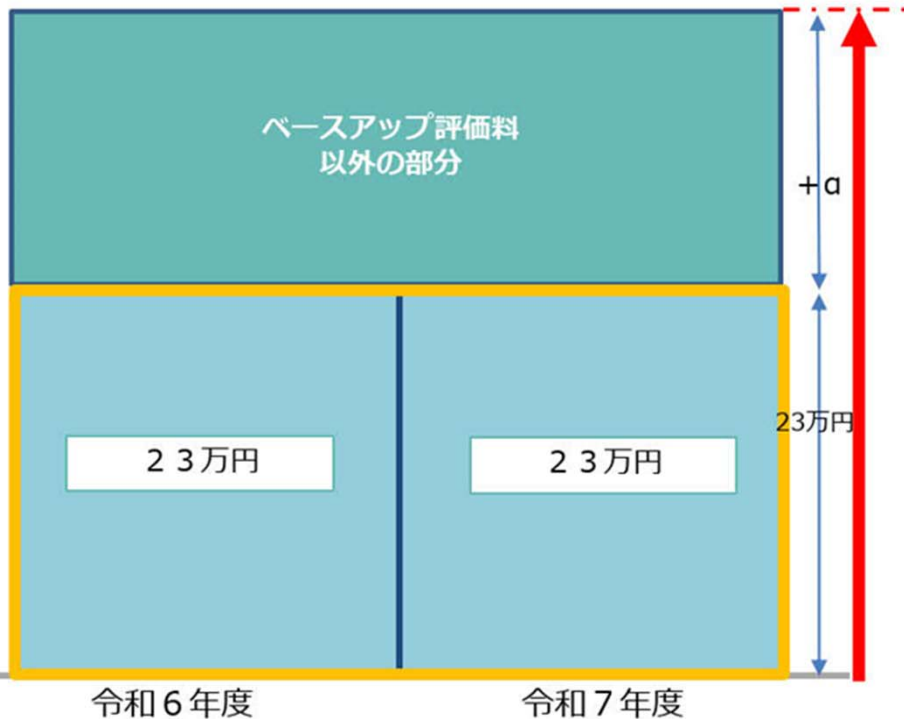 ベースアップ評価料
以外の部分
+α
23万円
２３万円
２３万円
令和６年度
令和７年度